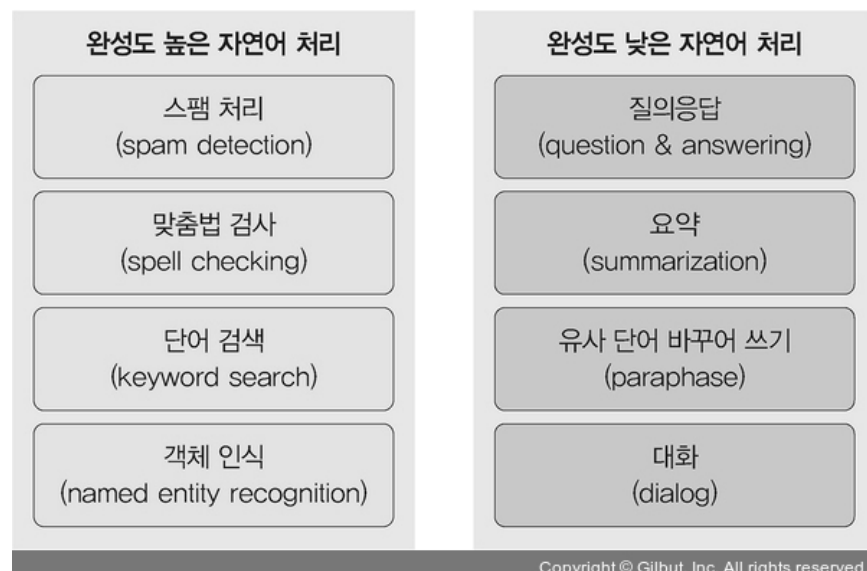 완성도 높은 자연어 처리
스팸 처리
(spam detection)
맞춤법 검사
(spell checking)
단어 검색
(keyword search)
객체 인식
(named entity recognition)
완성도 낮은 자연어 처리
질의응답
(question & answering)
요약
(summarization)
유사 단어 바꾸어 쓰기
(paraphase)
대화
(dialog)
Copyright © Gilbut, Inc. All rights reserved